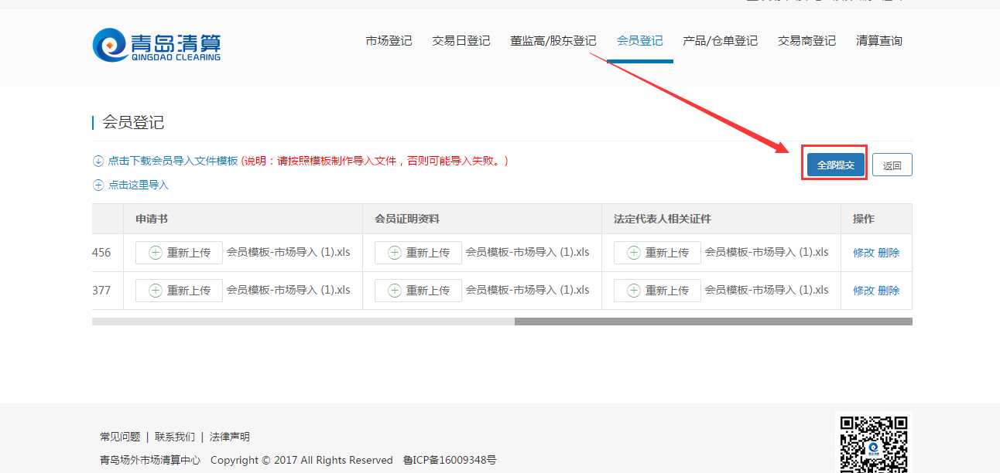 青岛清算
QINGDAO CLEARING
市场登记 交易日登记 董监高/股东登记 会员登记 产品/仓单登记 交易商登记 清算查询
会员登记
点击下载会员导入文件模板 (说明：请按照模板制作导入文件，否则可能导入失败。)
全部提交 返回
点击这里导入
申请书 会员证明资料 法定代表人相关证件 操作
456 重新上传 会员模板-市场导入 (1).xls 重新上传 会员模板-市场导入 (1).xls 重新上传 会员模板-市场导入 (1).xls 修改 删除
377 重新上传 会员模板-市场导入 (1).xls 重新上传 会员模板-市场导入 (1).xls 重新上传 会员模板-市场导入 (1).xls 修改 删除
常见问题 | 联系我们 | 法律声明
青岛场外市场清算中心 Copyright © 2017 All Rights Reserved 鲁ICP备16009348号